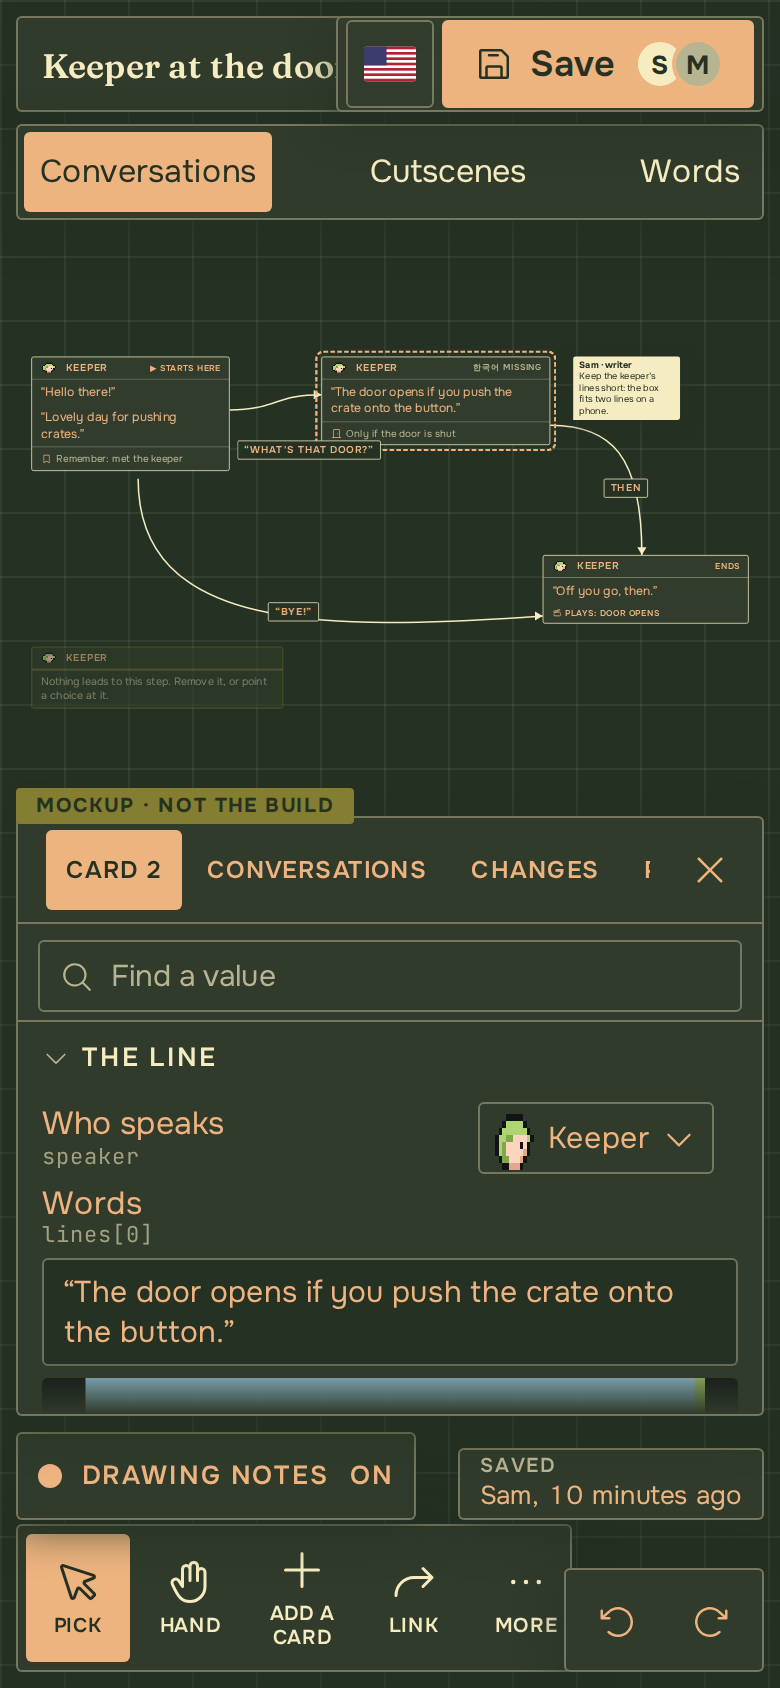 Keeper at the doo
Save
S
M
Conversations
Cutscenes
Words
KEEPER
▶ STARTS HERE
“Hello there!”
“Lovely day for pushing
crates.”
Remember: met the keeper
KEEPER
한국어 MISSING
“The door opens if you push the
crate onto the button.”
Only if the door is shut
“WHAT'S THAT DOOR?”
Sam · writer
Keep the keeper's
lines short: the box
fits two lines on a
phone.
THEN
KEEPER
ENDS
“Off you go, then.”
PLAYS: DOOR OPENS
“BYE!”
KEEPER
Nothing leads to this step. Remove it, or point
a choice at it.
MOCKUP · NOT THE BUILD
CARD 2
CONVERSATIONS
CHANGES
Find a value
THE LINE
Who speaks
speaker
Keeper
Words
lines[0]
“The door opens if you push the crate onto
the button.”
DRAWING NOTES ON
SAVED
Sam, 10 minutes ago
PICK
HAND
ADD A
CARD
LINK
MORE